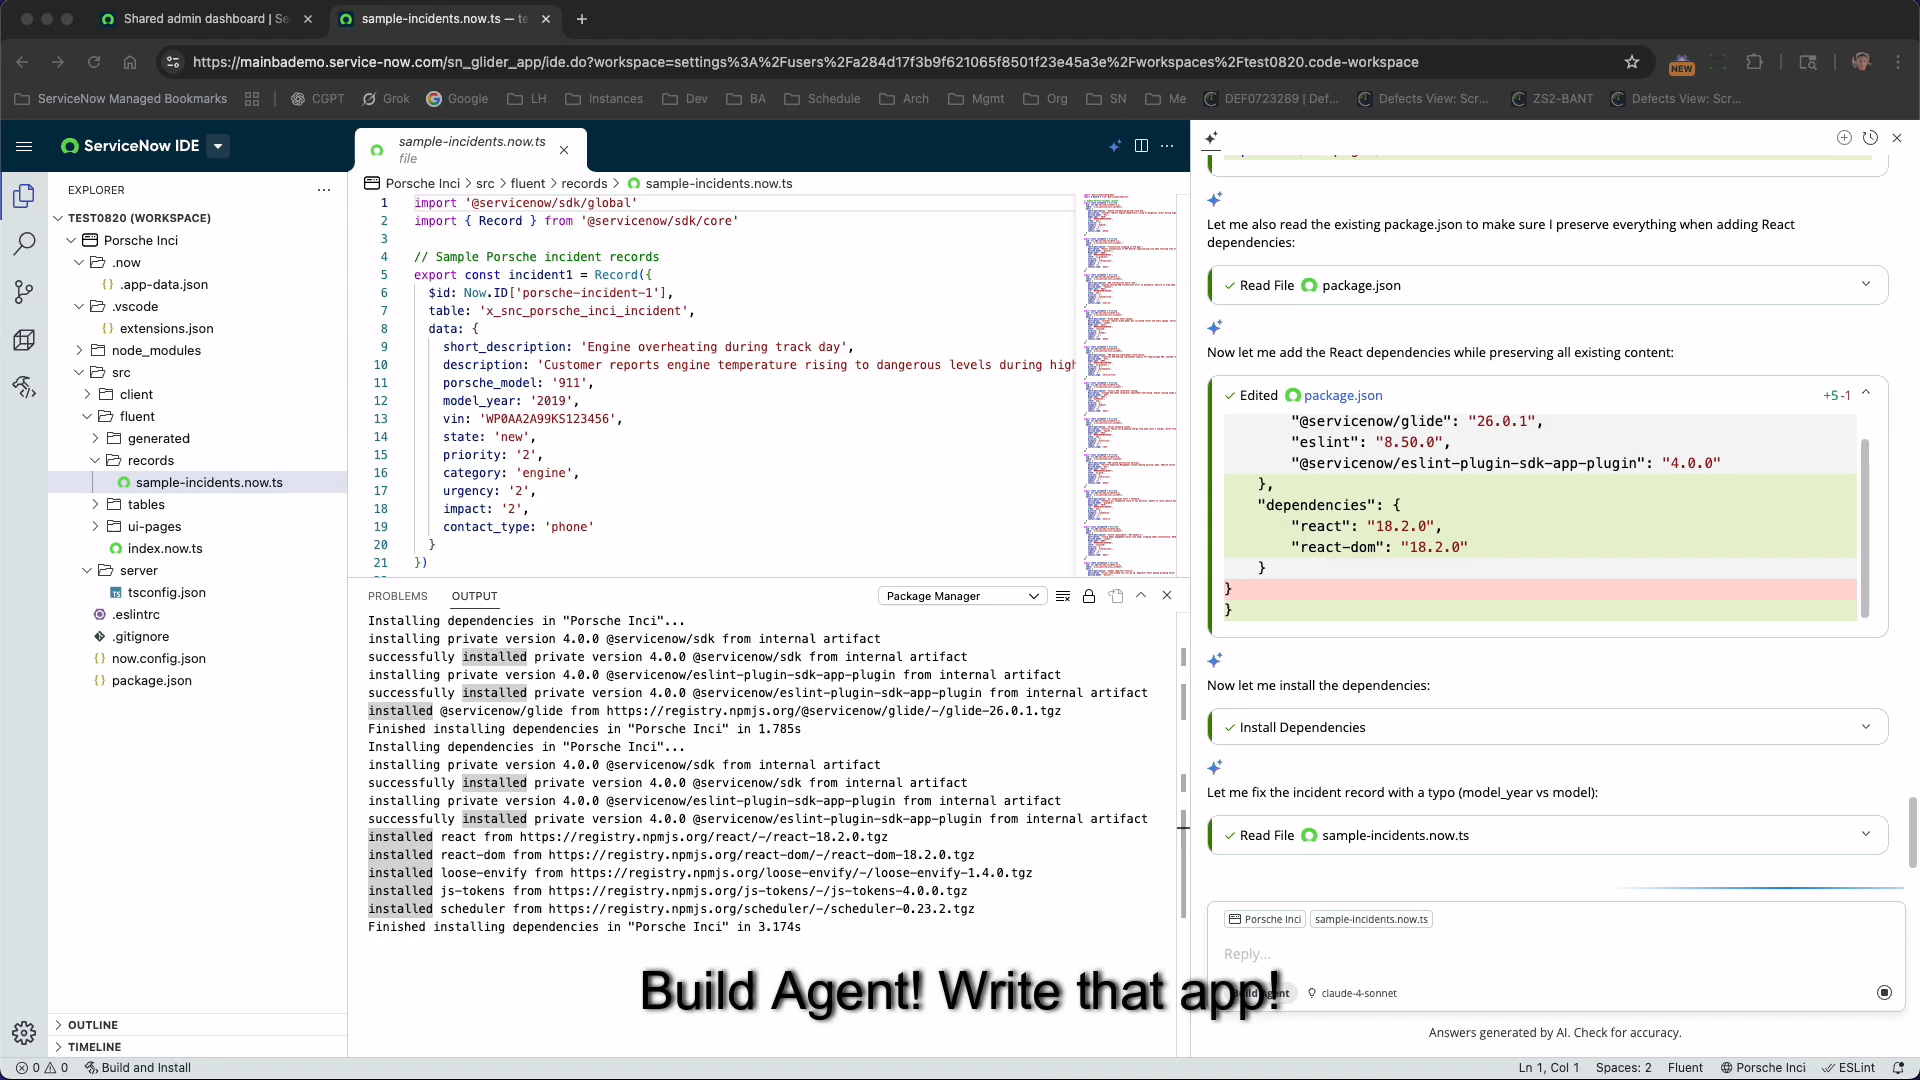 Shared admin dashboard | Se
sample-incidents.now.ts — te
https://mainbademo.service-now.com/sn_glider_app/ide.do?workspace=settings%3A%2Fusers%2Fa284d17f3b9f621065f8501f23e45a3e%2Fworkspaces%2Ftest0820.code-workspace
NEW
ServiceNow Managed Bookmarks
CGPT
Grok
Google
LH
Instances
Dev
BA
Schedule
Arch
Mgmt
Org
SN
Me
DEF0723289 | Def...
Defects View: Scr...
ZS2-BANT
Defects View: Scr...
ServiceNow IDE
sample-incidents.now.ts
file
EXPLORER
TEST0820 (WORKSPACE)
Porsche Inci
.now
.app-data.json
.vscode
extensions.json
node_modules
src
client
fluent
generated
records
sample-incidents.now.ts
tables
ui-pages
index.now.ts
server
tsconfig.json
.eslintrc
.gitignore
now.config.json
package.json
OUTLINE
TIMELINE
Porsche Inci > src > fluent > records > sample-incidents.now.ts
1 import '@servicenow/sdk/global'
2 import { Record } from '@servicenow/sdk/core'
3
4 // Sample Porsche incident records
5 export const incident1 = Record({
6 $id: Now.ID['porsche-incident-1'],
7 table: 'x_snc_porsche_inci_incident',
8 data: {
9 short_description: 'Engine overheating during track day',
10 description: 'Customer reports engine temperature rising to dangerous levels during high
11 porsche_model: '911',
12 model_year: '2019',
13 vin: 'WP0AA2A99KS123456',
14 state: 'new',
15 priority: '2',
16 category: 'engine',
17 urgency: '2',
18 impact: '2',
19 contact_type: 'phone'
20 }
21 })
PROBLEMS
OUTPUT
Package Manager
Installing dependencies in "Porsche Inci"...
installing private version 4.0.0 @servicenow/sdk from internal artifact
successfully installed private version 4.0.0 @servicenow/sdk from internal artifact
installing private version 4.0.0 @servicenow/eslint-plugin-sdk-app-plugin from internal artifact
successfully installed private version 4.0.0 @servicenow/eslint-plugin-sdk-app-plugin from internal artifact
installed @servicenow/glide from https://registry.npmjs.org/@servicenow/glide/-/glide-26.0.1.tgz
Finished installing dependencies in "Porsche Inci" in 1.785s
Installing dependencies in "Porsche Inci"...
installing private version 4.0.0 @servicenow/sdk from internal artifact
successfully installed private version 4.0.0 @servicenow/sdk from internal artifact
installing private version 4.0.0 @servicenow/eslint-plugin-sdk-app-plugin from internal artifact
successfully installed private version 4.0.0 @servicenow/eslint-plugin-sdk-app-plugin from internal artifact
installed react from https://registry.npmjs.org/react/-/react-18.2.0.tgz
installed react-dom from https://registry.npmjs.org/react-dom/-/react-dom-18.2.0.tgz
installed loose-envify from https://registry.npmjs.org/loose-envify/-/loose-envify-1.4.0.tgz
installed js-tokens from https://registry.npmjs.org/js-tokens/-/js-tokens-4.0.0.tgz
installed scheduler from https://registry.npmjs.org/scheduler/-/scheduler-0.23.2.tgz
Finished installing dependencies in "Porsche Inci" in 3.174s
Let me also read the existing package.json to make sure I preserve everything when adding React
dependencies:
Read File package.json
Now let me add the React dependencies while preserving all existing content:
Edited package.json +5-1
"@servicenow/glide": "26.0.1",
"eslint": "8.50.0",
"@servicenow/eslint-plugin-sdk-app-plugin": "4.0.0"
},
"dependencies": {
"react": "18.2.0",
"react-dom": "18.2.0"
}
}
}
Now let me install the dependencies:
Install Dependencies
Let me fix the incident record with a typo (model_year vs model):
Read File sample-incidents.now.ts
Porsche Inci
sample-incidents.now.ts
Reply...
Build Agent
claude-4-sonnet
Build Agent! Write that app!
Answers generated by AI. Check for accuracy.
0 0 Build and Install
Ln 1, Col 1 Spaces: 2 Fluent Porsche Inci ESLint